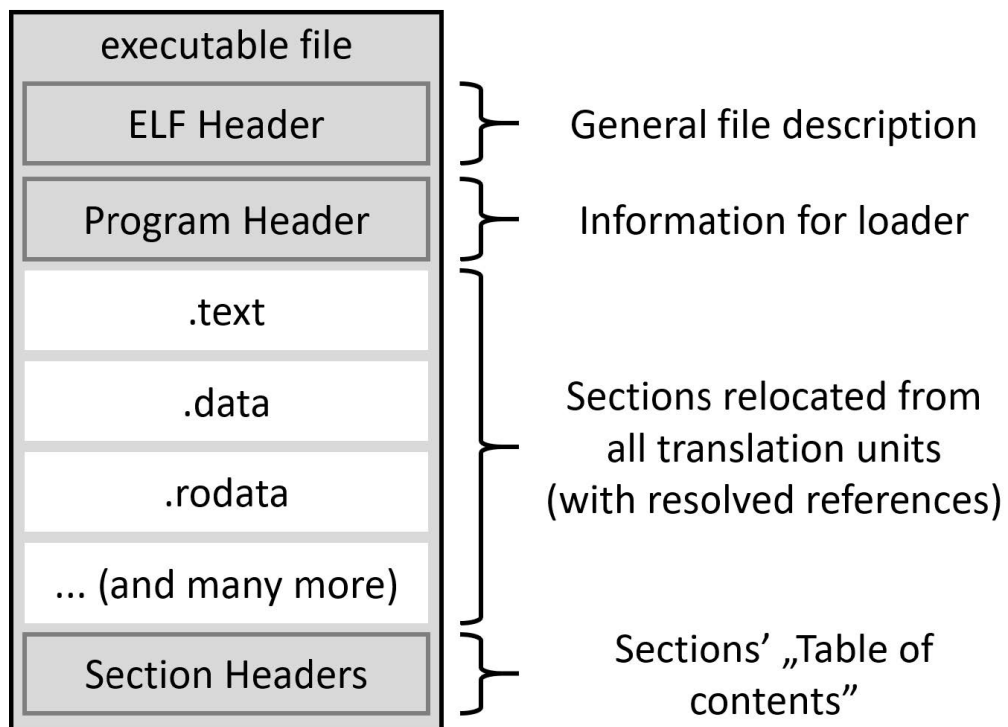 executable file
ELF Header
General file description
Program Header
Information for loader
.text
.data
.rodata
... (and many more)
Sections relocated from
all translation units
(with resolved references)
Section Headers
Sections’ „Table of
contents”